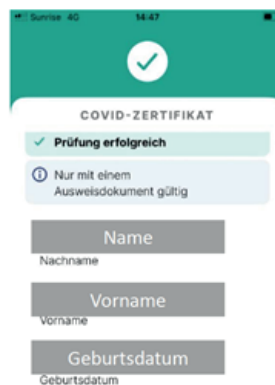 Sunrise 4G 14:47
COVID-ZERTIFIKAT
Prüfung erfolgreich
Nur mit einem
Ausweisdokument gültig
Name
Nachname
Vorname
Vorname
Geburtsdatum
Geburtsdatum